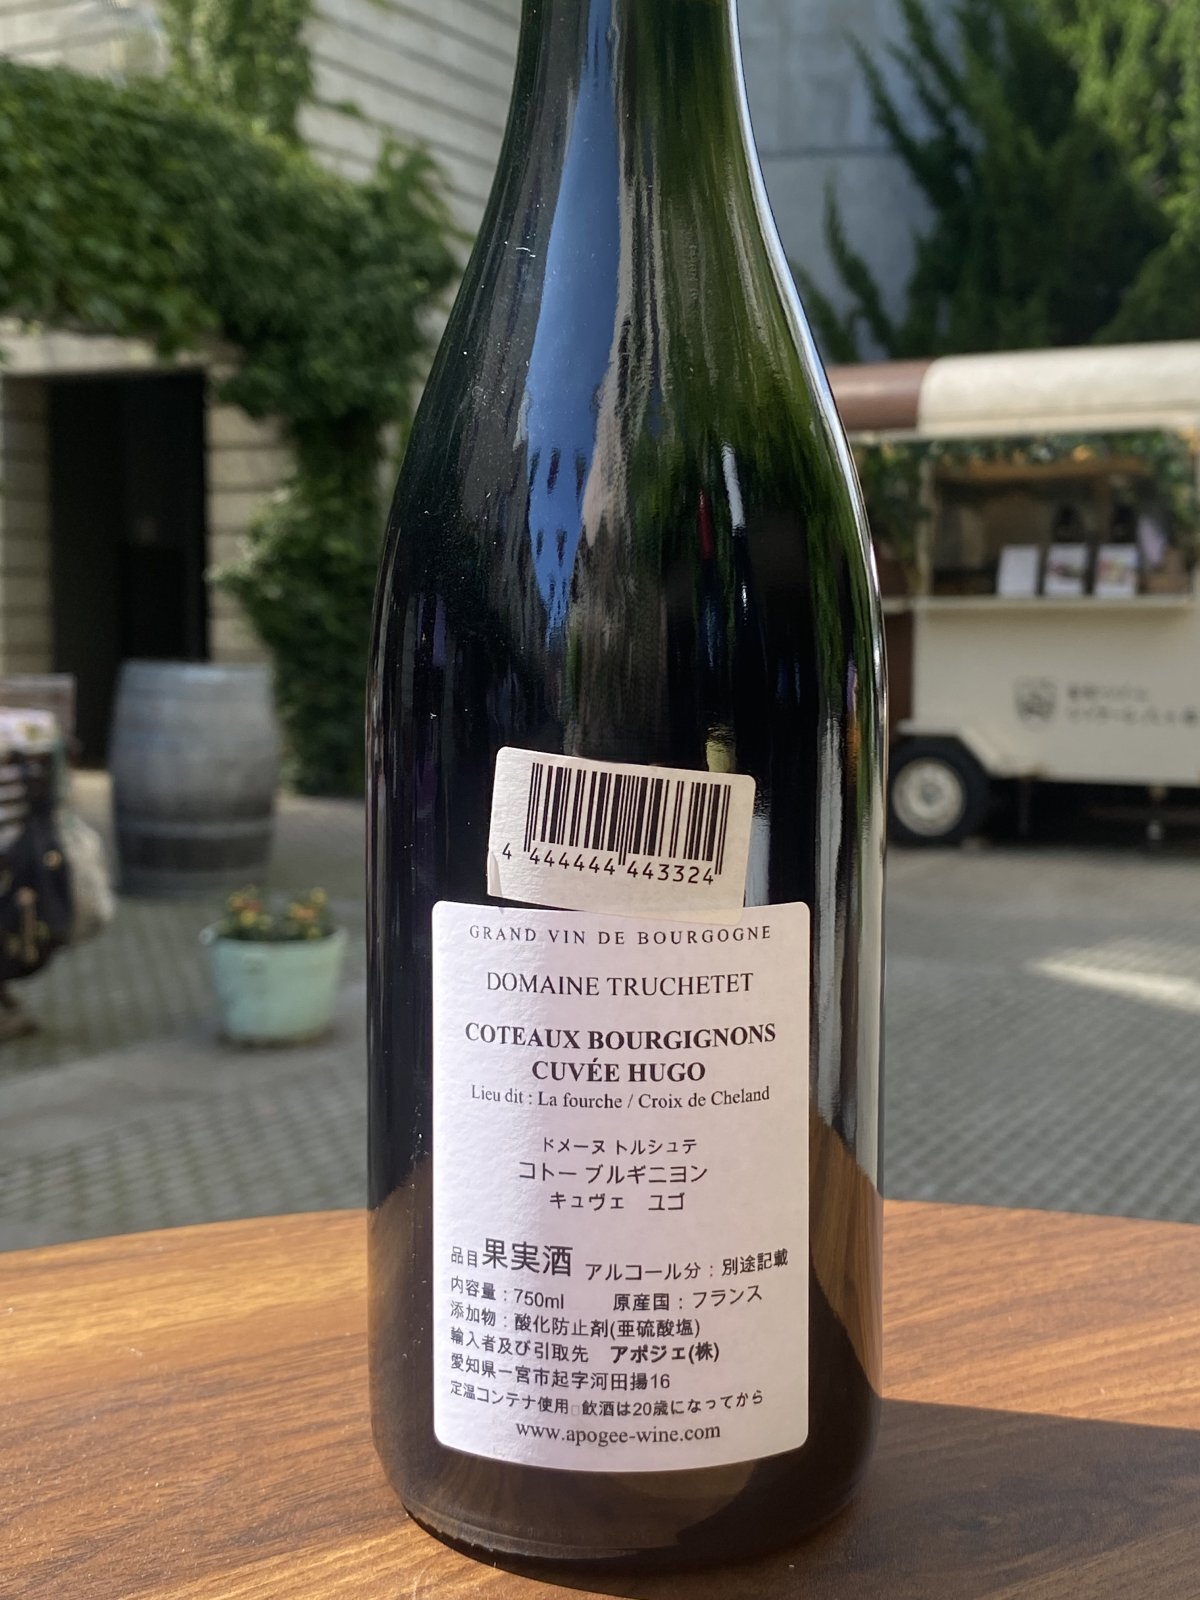 4 444444 443324
GRAND VIN DE BOURGOGNE
DOMAINE TRUCHETET
COTEAUX BOURGIGNONS
CUVÉE HUGO
Lieu dit : La fourche / Croix de Cheland
ドメーヌ トルシュテ
コトー ブルギニヨン
キュヴェ ユゴ
品目果実酒 アルコール分：別途記載
内容量：750ml 原産国：フランス
添加物：酸化防止剤(亜硫酸塩)
輸入者及び引取先 アポジェ(株)
愛知県一宮市起字河田揚16
定温コンテナ使用□飲酒は20歳になってから
www.apogee-wine.com